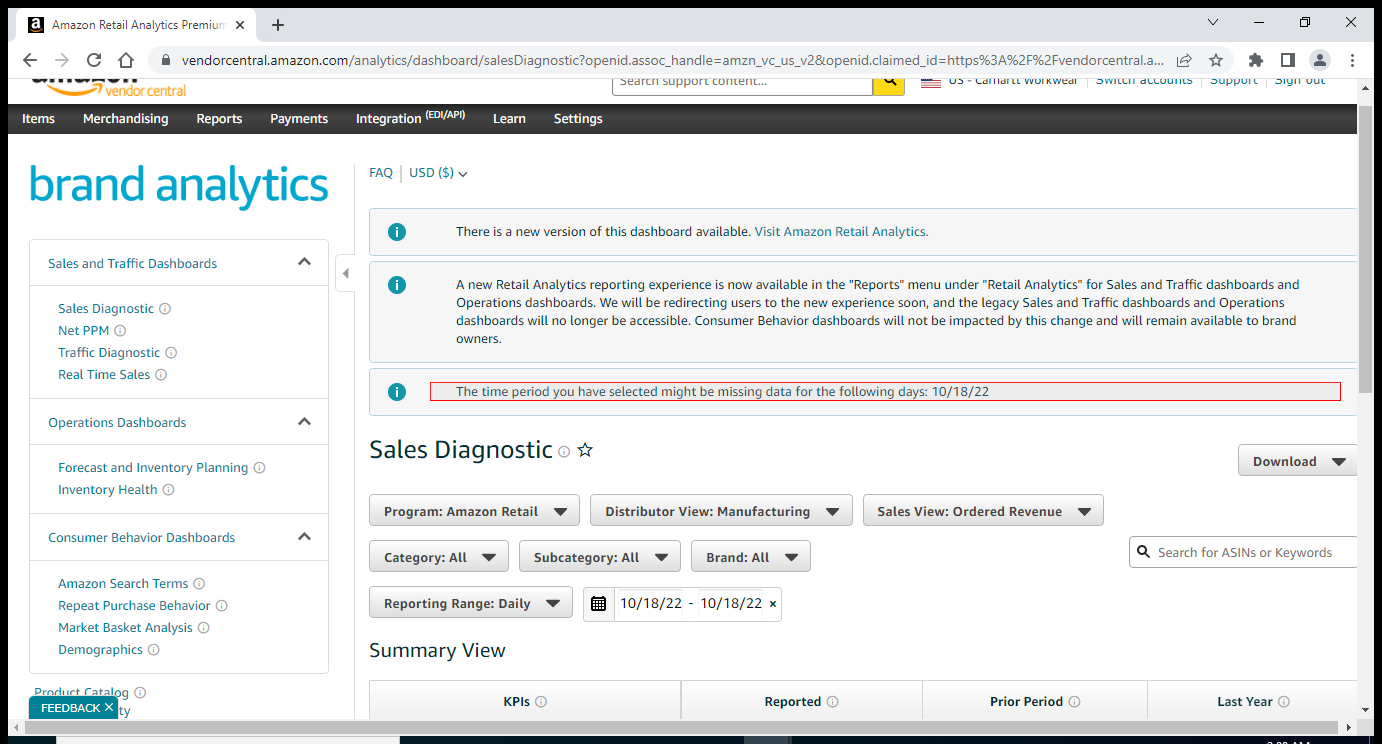 Amazon Retail Analytics Premium
vendorcentral.amazon.com/analytics/dashboard/salesDiagnostic?openid.assoc_handle=amzn_vc_us_v2&openid.claimed_id=https%3A%2F%2Fvendorcentral.a...
amazon
vendor central
Search support content...
US - Carhartt Workwear
Switch accounts
Support
Sign out
Items Merchandising Reports Payments Integration (EDI/API) Learn Settings
brand analytics
Sales and Traffic Dashboards
Sales Diagnostic
Net PPM
Traffic Diagnostic
Real Time Sales
Operations Dashboards
Forecast and Inventory Planning
Inventory Health
Consumer Behavior Dashboards
Amazon Search Terms
Repeat Purchase Behavior
Market Basket Analysis
Demographics
Product Catalog
ty
FEEDBACK ×
FAQ USD ($)
There is a new version of this dashboard available. Visit Amazon Retail Analytics.
A new Retail Analytics reporting experience is now available in the "Reports" menu under "Retail Analytics" for Sales and Traffic dashboards and
Operations dashboards. We will be redirecting users to the new experience soon, and the legacy Sales and Traffic dashboards and Operations
dashboards will no longer be accessible. Consumer Behavior dashboards will not be impacted by this change and will remain available to brand
owners.
The time period you have selected might be missing data for the following days: 10/18/22
Sales Diagnostic
Download
Program: Amazon Retail Distributor View: Manufacturing Sales View: Ordered Revenue
Category: All Subcategory: All Brand: All
Search for ASINs or Keywords
Reporting Range: Daily 10/18/22 - 10/18/22 ×
Summary View
KPIs Reported Prior Period Last Year